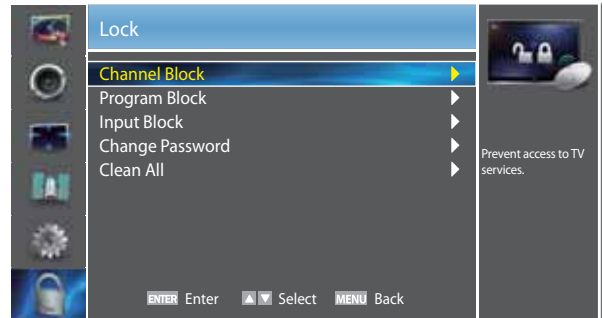 Lock
Channel Block
Program Block
Input Block
Change Password
Clean All
Prevent access to TV
services.
ENTER Enter ▲ ▼ Select MENU Back